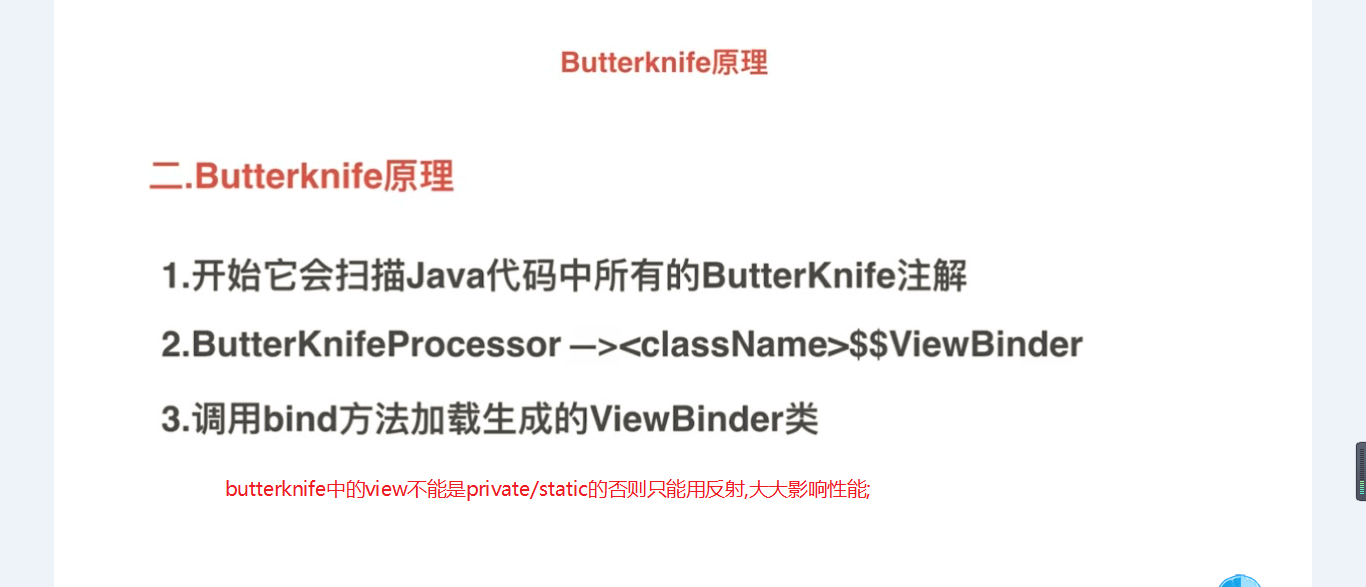 Butterknife原理
二.Butterknife原理
1.开始它会扫描Java代码中所有的ButterKnife注解
2.ButterKnifeProcessor —><className>$$ViewBinder
3.调用bind方法加载生成的ViewBinder类
butterknife中的view不能是private/static的否则只能用反射,大大影响性能;